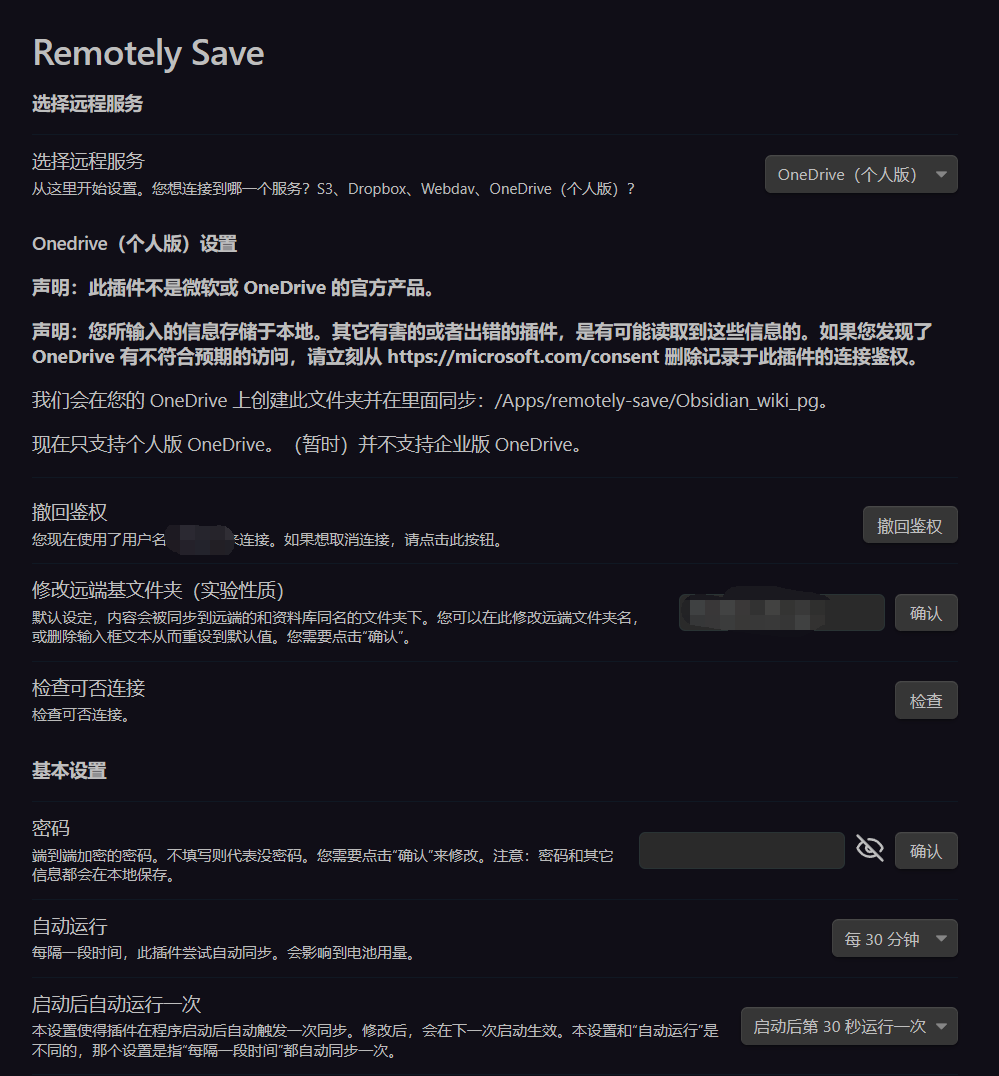 Remotely Save
选择远程服务
选择远程服务
从这里开始设置。您想连接到哪一个服务？S3、Dropbox、Webdav、OneDrive（个人版）？
OneDrive（个人版）
Onedrive（个人版）设置
声明：此插件不是微软或 OneDrive 的官方产品。
声明：您所输入的信息存储于本地。其它有害的或者出错的插件，是有可能读取到这些信息的。如果您发现了
OneDrive 有不符合预期的访问，请立刻从 https://microsoft.com/consent 删除记录于此插件的连接鉴权。
我们会在您的 OneDrive 上创建此文件夹并在里面同步：/Apps/remotely-save/Obsidian_wiki_pg。
现在只支持个人版 OneDrive。（暂时）并不支持企业版 OneDrive。
撤回鉴权
您现在使用了用户名 来连接。如果想取消连接，请点击此按钮。
撤回鉴权
修改远端基文件夹（实验性质）
默认设定，内容会被同步到远端的和资料库同名的文件夹下。您可以在此修改远端文件夹名，
或删除输入框文本从而重设到默认值。您需要点击“确认”。
确认
检查可否连接
检查可否连接。
检查
基本设置
密码
端到端加密的密码。不填写则代表没密码。您需要点击“确认”来修改。注意：密码和其它
信息都会在本地保存。
确认
自动运行
每隔一段时间，此插件尝试自动同步。会影响到电池用量。
每 30 分钟
启动后自动运行一次
本设置使得插件在程序启动后自动触发一次同步。修改后，会在下一次启动生效。本设置和“自动运行”是
不同的，那个设置是指“每隔一段时间”都自动同步一次。
启动后第 30 秒运行一次